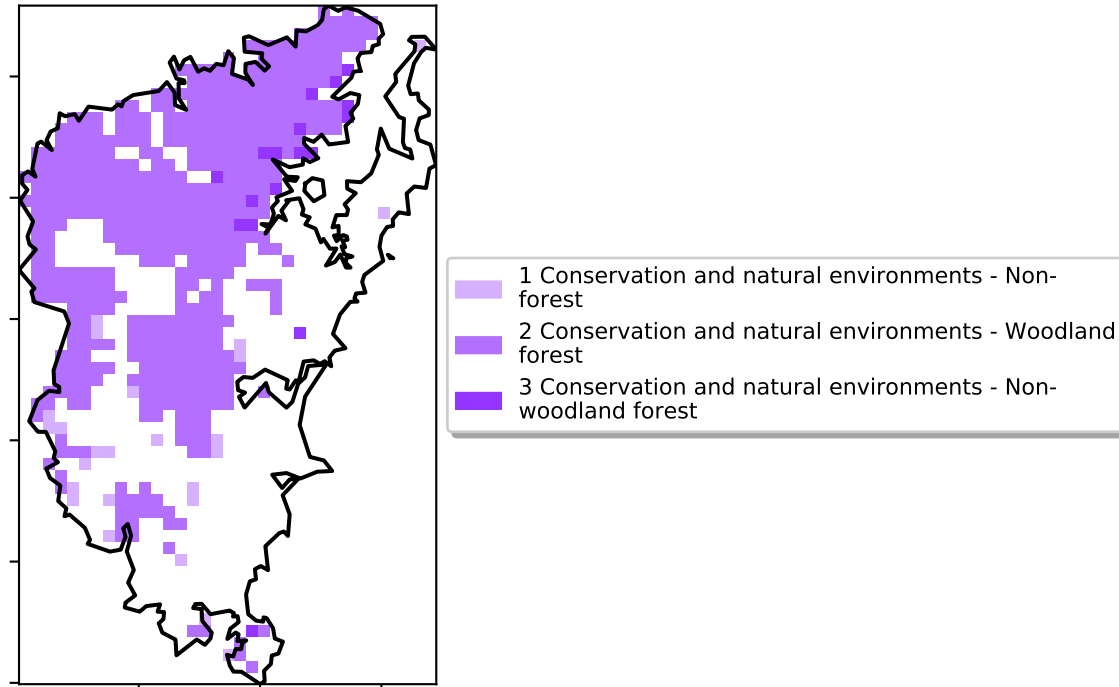 1 Conservation and natural environments - Non-
forest
2 Conservation and natural environments - Woodland
forest
3 Conservation and natural environments - Non-
woodland forest